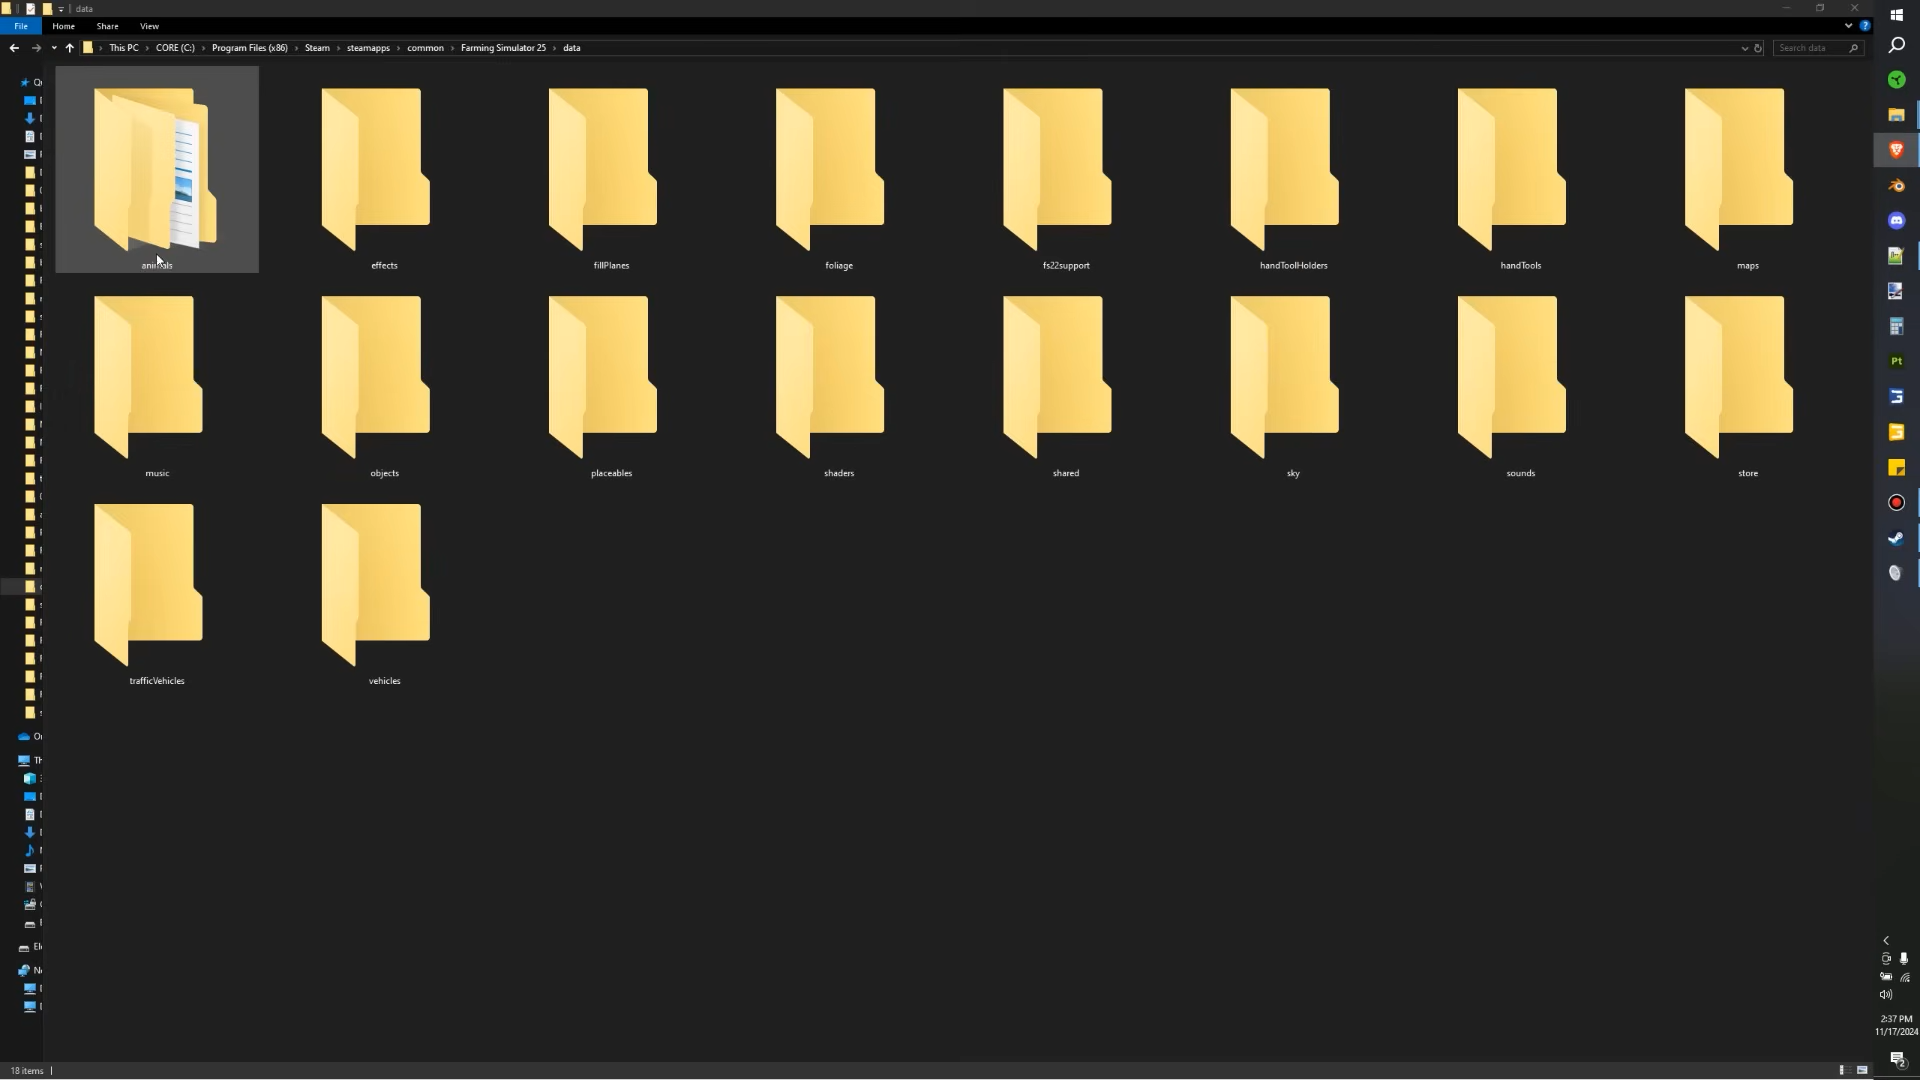 data
File Home Share View
This PC > CORE (C:) > Program Files (x86) > Steam > steamapps > common > Farming Simulator 25 > data
Search data
animals effects fillPlanes foliage fs22support handToolHolders handTools maps
music objects placeables shaders shared sky sounds store
trafficVehicles vehicles
Pt
2:37 PM
11/17/2024
18 items
2